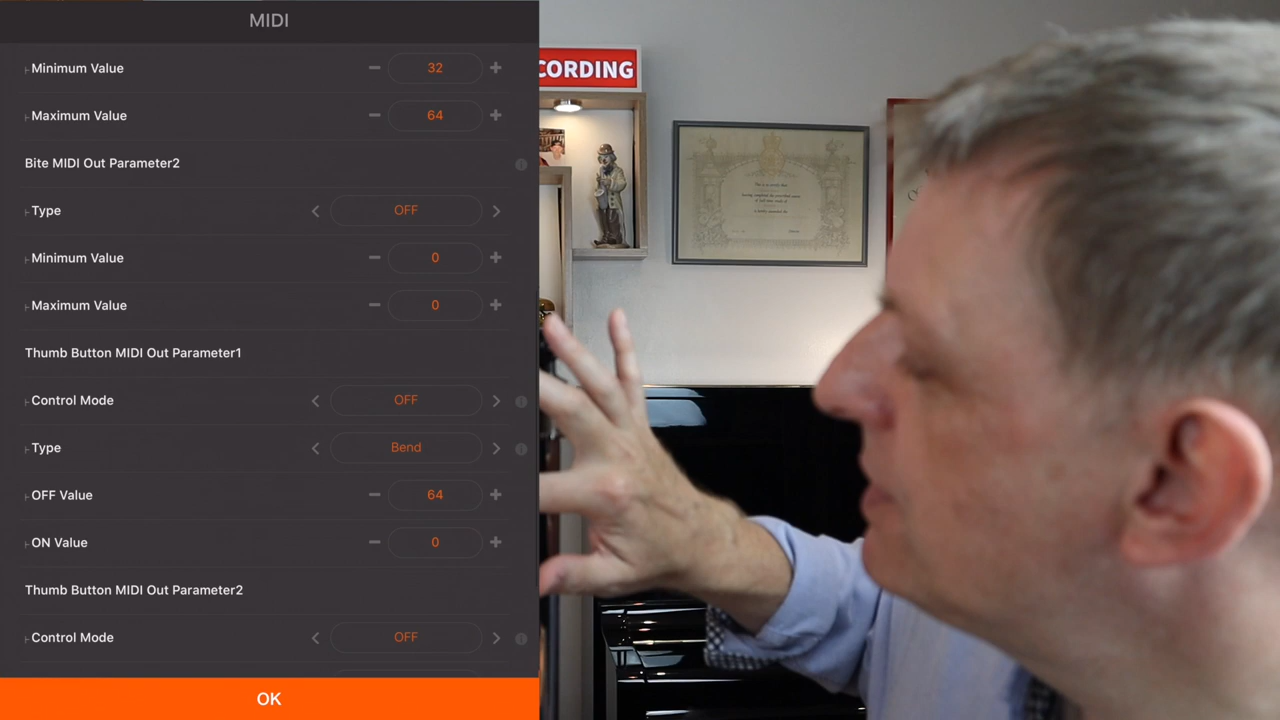 MIDI
Minimum Value
32
Maximum Value
64
Bite MIDI Out Parameter2
Type
OFF
Minimum Value
0
Maximum Value
0
Thumb Button MIDI Out Parameter1
Control Mode
OFF
Type
Bend
OFF Value
64
ON Value
0
Thumb Button MIDI Out Parameter2
Control Mode
OFF
OK
CORDING